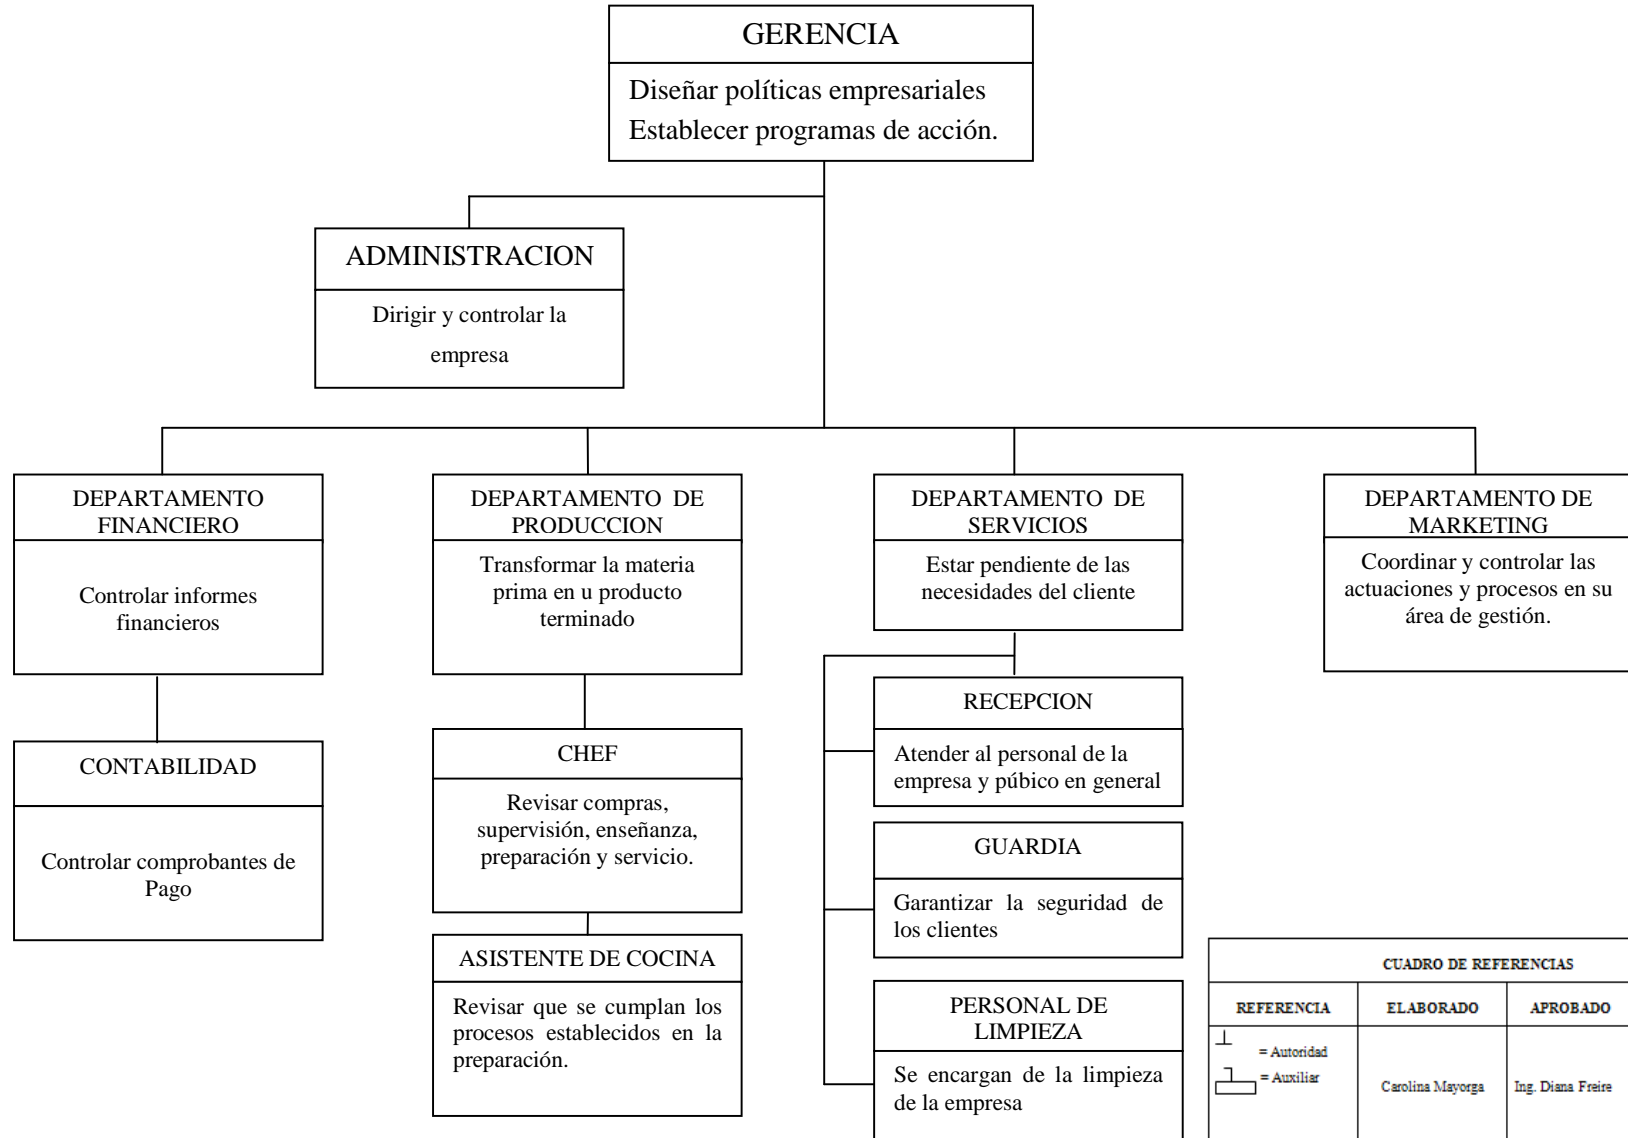 GERENCIA
Diseñar políticas empresariales
Establecer programas de acción.
ADMINISTRACION
Dirigir y controlar la
empresa
DEPARTAMENTO
FINANCIERO
Controlar informes
financieros
CONTABILIDAD
Controlar comprobantes de
Pago
DEPARTAMENTO DE
PRODUCCION
Transformar la materia
prima en u producto
terminado
CHEF
Revisar compras,
supervisión, enseñanza,
preparación y servicio.
ASISTENTE DE COCINA
Revisar que se cumplan los
procesos establecidos en la
preparación.
DEPARTAMENTO DE
SERVICIOS
Estar pendiente de las
necesidades del cliente
RECEPCION
Atender al personal de la
empresa y púbico en general
GUARDIA
Garantizar la seguridad de
los clientes
PERSONAL DE
LIMPIEZA
Se encargan de la limpieza
de la empresa
DEPARTAMENTO DE
MARKETING
Coordinar y controlar las
actuaciones y procesos en su
área de gestión.
CUADRO DE REFERENCIAS
REFERENCIA ELABORADO APROBADO
= Autoridad
= Auxiliar
Carolina Mayorga Ing. Diana Freire